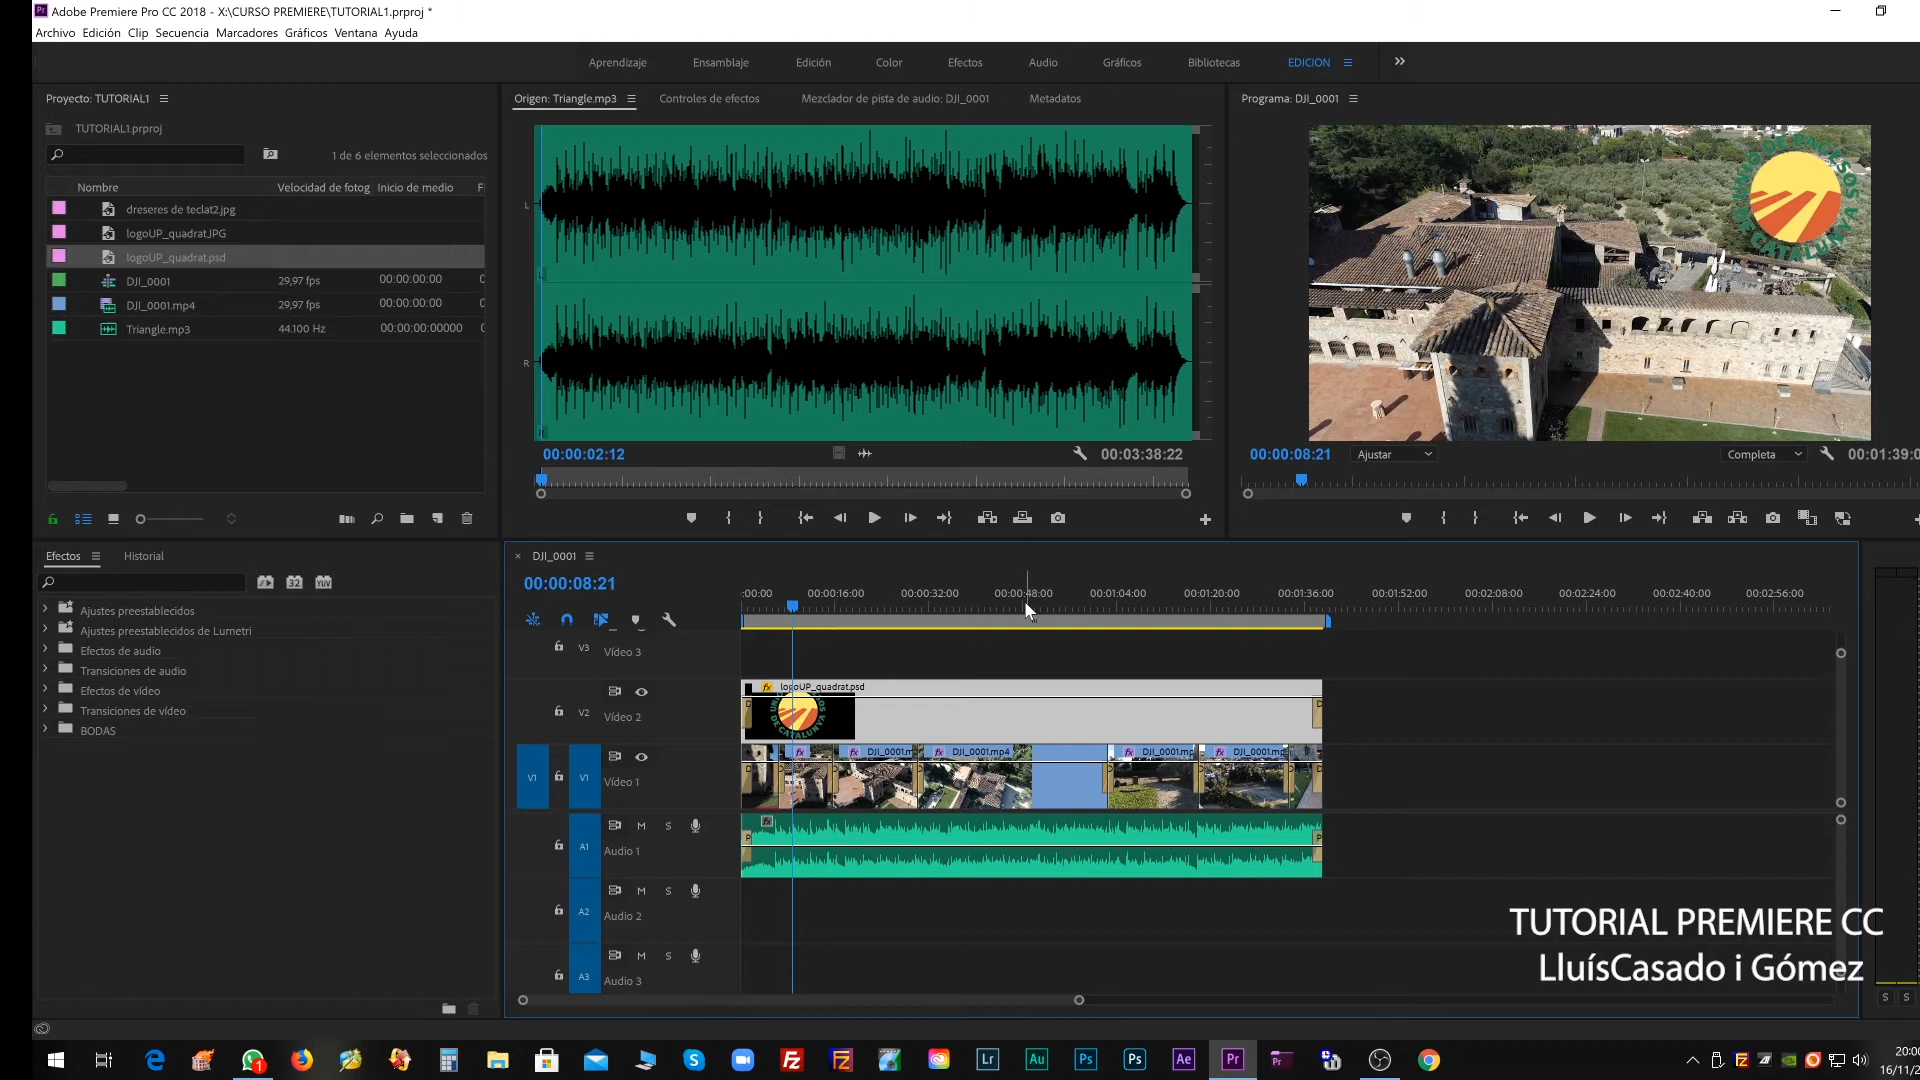 Adobe Premiere Pro CC 2018 - X:\CURSO PREMIERE\TUTORIAL1.prproj *
Archivo Edición Clip Secuencia Marcadores Gráficos Ventana Ayuda
Aprendizaje Ensamblaje Edición Color Efectos Audio Gráficos Bibliotecas EDICION
Proyecto: TUTORIAL1
Origen: Triangle.mp3 Controles de efectos Mezclador de pista de audio: DJI_0001 Metadatos
Programa: DJI_0001
TUTORIAL1.prproj
1 de 6 elementos seleccionados
Nombre Velocidad de fotog Inicio de medio F
dreseres de teclat2.jpg
logoUP_quadrat.JPG
logoUP_quadrat.psd
DJI_0001 29,97 fps 00:00:00:00
DJI_0001.mp4 29,97 fps 00:00:00:00
Triangle.mp3 44.100 Hz 00:00:00:00000
L
R
00:00:02:12 00:03:38:22
00:00:08:21 Ajustar Completa 00:01:39:0
Efectos Historial
Ajustes preestablecidos
Ajustes preestablecidos de Lumetri
Efectos de audio
Transiciones de audio
Efectos de vídeo
Transiciones de vídeo
BODAS
DJI_0001
00:00:08:21
:00:00 00:00:16:00 00:00:32:00 00:00:48:00 00:01:04:00 00:01:20:00 00:01:36:00 00:01:52:00 00:02:08:00 00:02:24:00 00:02:40:00 00:02:56:00
V3 Vídeo 3
fx logoUP_quadrat.psd
V2 Vídeo 2
DJI_0001.m DJI_0001.mp4 DJI_0001.mp DJI_0001.mp
V1 V1 Vídeo 1
M S
A1 Audio 1
M S
A2 Audio 2
M S
A3 Audio 3
TUTORIAL PREMIERE CC
LluísCasado i Gómez
S S
Lr Au Ps Ps Ae Pr
20:00
16/11/2